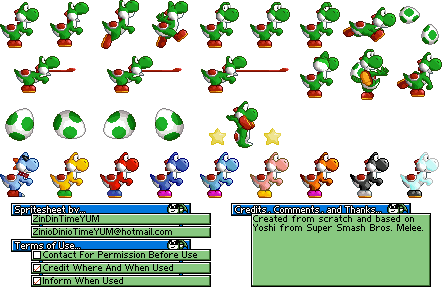 Spritesheet by...
ZinDinTimeYUM
ZinioDinioTimeYUM@hotmail.com
Terms of Use...
Contact For Permission Before Use
Credit Where And When Used
Inform When Used
Credits, Comments, and Thanks...
Created from scratch and based on
Yoshi from Super Smash Bros. Melee.